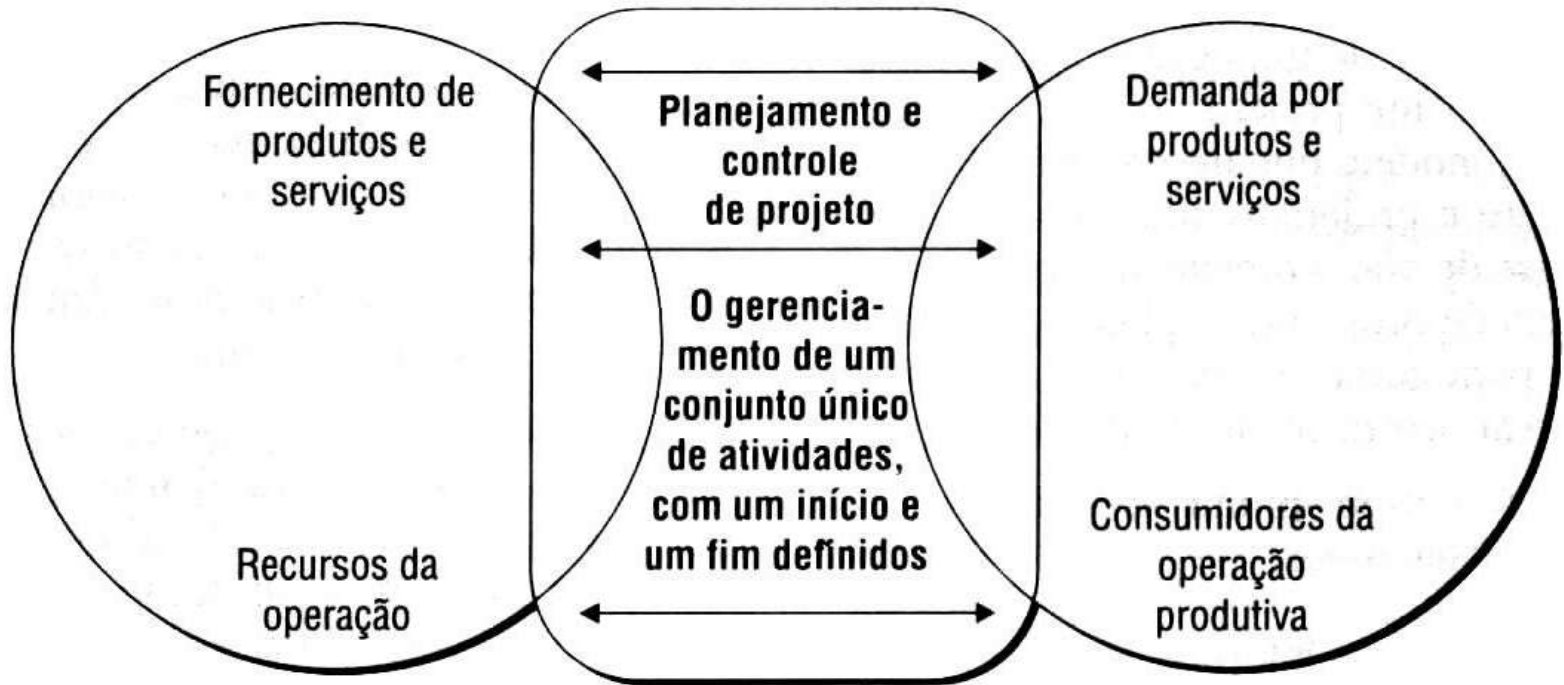 Fornecimento de
produtos e
serviços
Recursos da
operação
Planejamento e
controle
de projeto
O gerencia-
mento de um
conjunto único
de atividades,
com um início e
um fim definidos
Demanda por
produtos e
serviços
Consumidores da
operação
produtiva